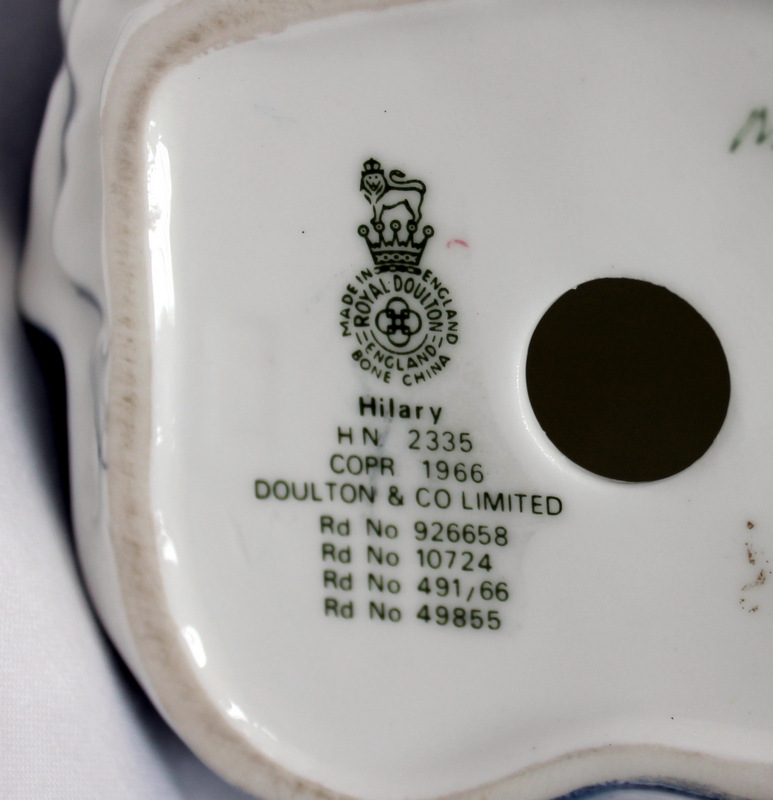 MADE IN ENGLAND
ROYAL·DOULTON
ENGLAND
BONE CHINA
Hilary
H N. 2335
COPR 1966
DOULTON & CO LIMITED
Rd No 926658
Rd No 10724
Rd No 491/66
Rd No 49855